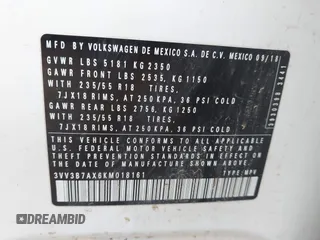 MFD BY VOLKSWAGEN DE MEXICO S.A. DE C.V. MEXICO 09/18
GVWR LBS 5181 KG 2350
GAWR FRONT LBS 2535, KG 1150
WITH 235/55 R18 TIRES.
7JX18 RIMS, AT 250 KPA, 36 PSI COLD
GAWR REAR LBS 2756, KG 1250
WITH 235/55 R18 TIRES.
7JX18 RIMS, AT 250 KPA, 36 PSI COLD
THIS VEHICLE CONFORMS TO ALL APPLICABLE
U.S. FEDERAL MOTOR VEHICLE SAFETY AND
THEFT PREVENTION STANDARDS IN EFFECT ON
THE DATE OF MANUFACTURE SHOWN ABOVE
3VV3B7AX6KM018161 TYPE MPV
DREAMBID
DREAMBID.COM